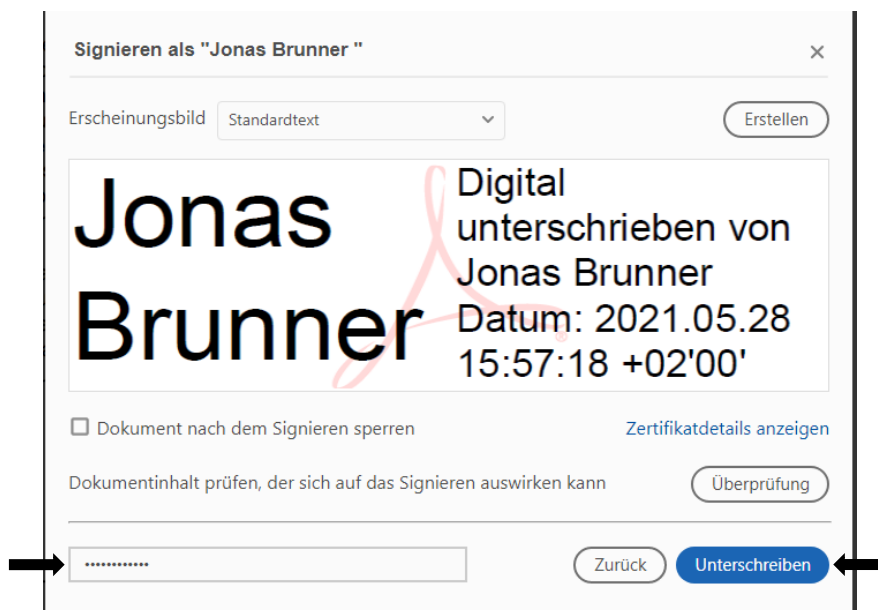 Signieren als "Jonas Brunner "
Erscheinungsbild Standardtext Erstellen
Jonas
Brunner
Digital
unterschrieben von
Jonas Brunner
Datum: 2021.05.28
15:57:18 +02'00'
Dokument nach dem Signieren sperren Zertifikatdetails anzeigen
Dokumentinhalt prüfen, der sich auf das Signieren auswirken kann Überprüfung
Zurück Unterschreiben